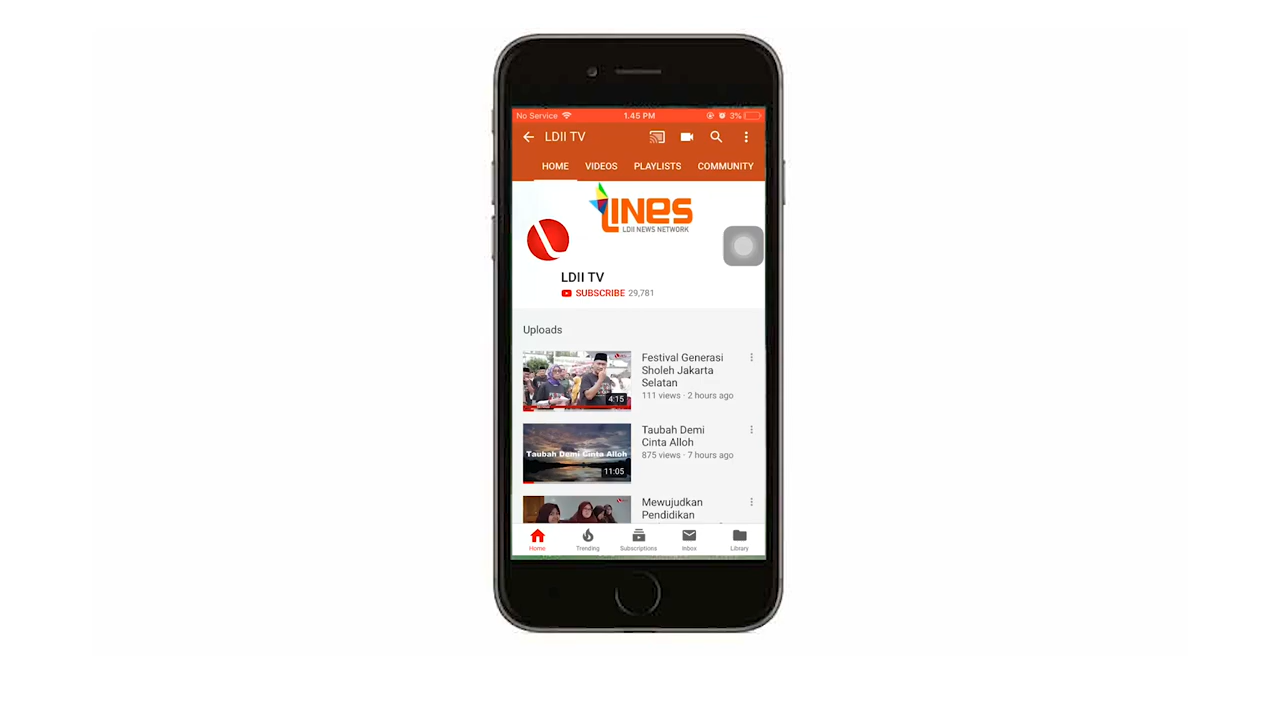 No Service 1.45 PM 3%
LDII TV
HOME VIDEOS PLAYLISTS COMMUNITY
LINES
LDII NEWS NETWORK
LDII TV
SUBSCRIBE 29,781
Uploads
Festival Generasi
Sholeh Jakarta
Selatan
111 views · 2 hours ago
4:15
Taubah Demi
Cinta Alloh
875 views · 7 hours ago
Taubah Demi Cinta Alloh
11:05
Mewujudkan
Pendidikan
Home Trending Subscriptions Inbox Library